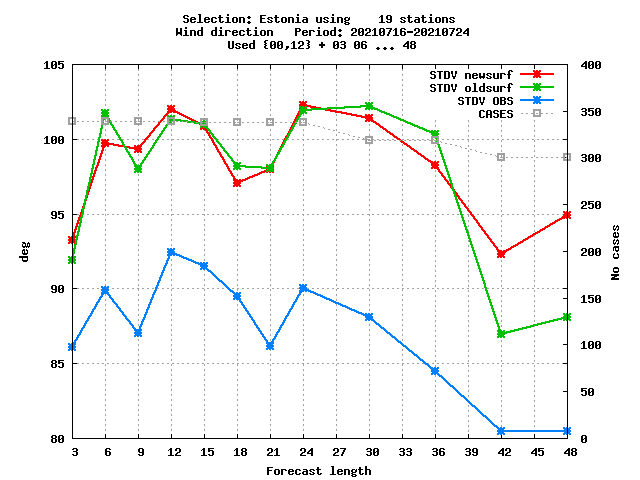 Selection: Estonia using    19 stations
Wind direction   Period: 20210716-20210724
Used {00,12} + 03 06 ... 48
STDV newsurf
STDV oldsurf
STDV OBS
CASES
105
100
95
90
85
80
deg
400
350
300
250
200
150
100
50
0
No cases
3 6 9 12 15 18 21 24 27 30 33 36 39 42 45 48
Forecast length